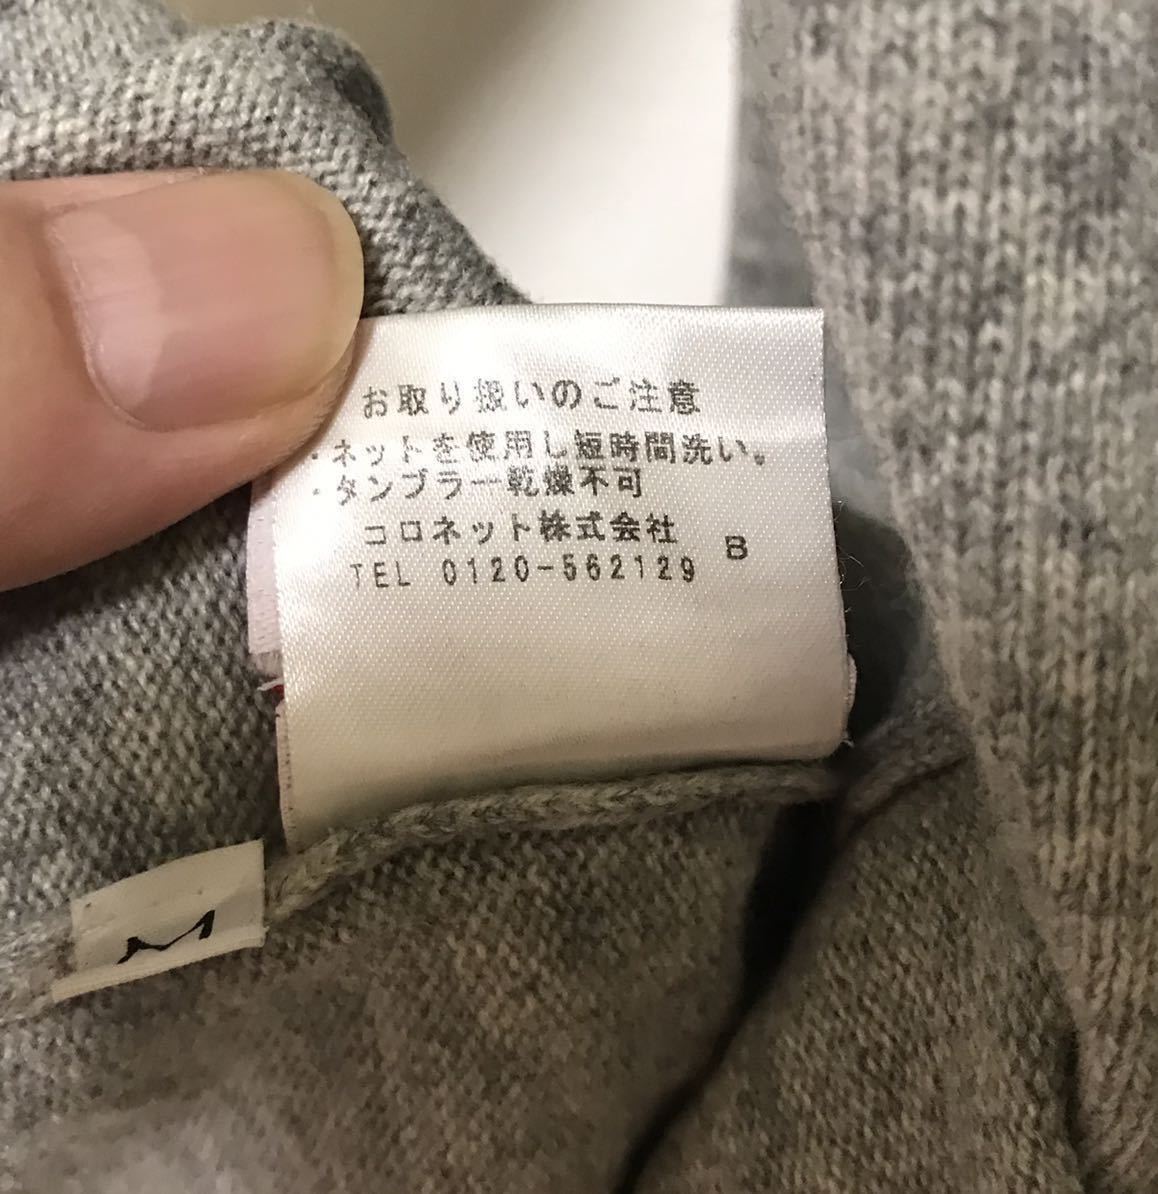 お取り扱いのご注意
・ネットを使用し短時間洗い。
・タンブラー乾燥不可
コロネット株式会社
B
TEL 0120-562129
M